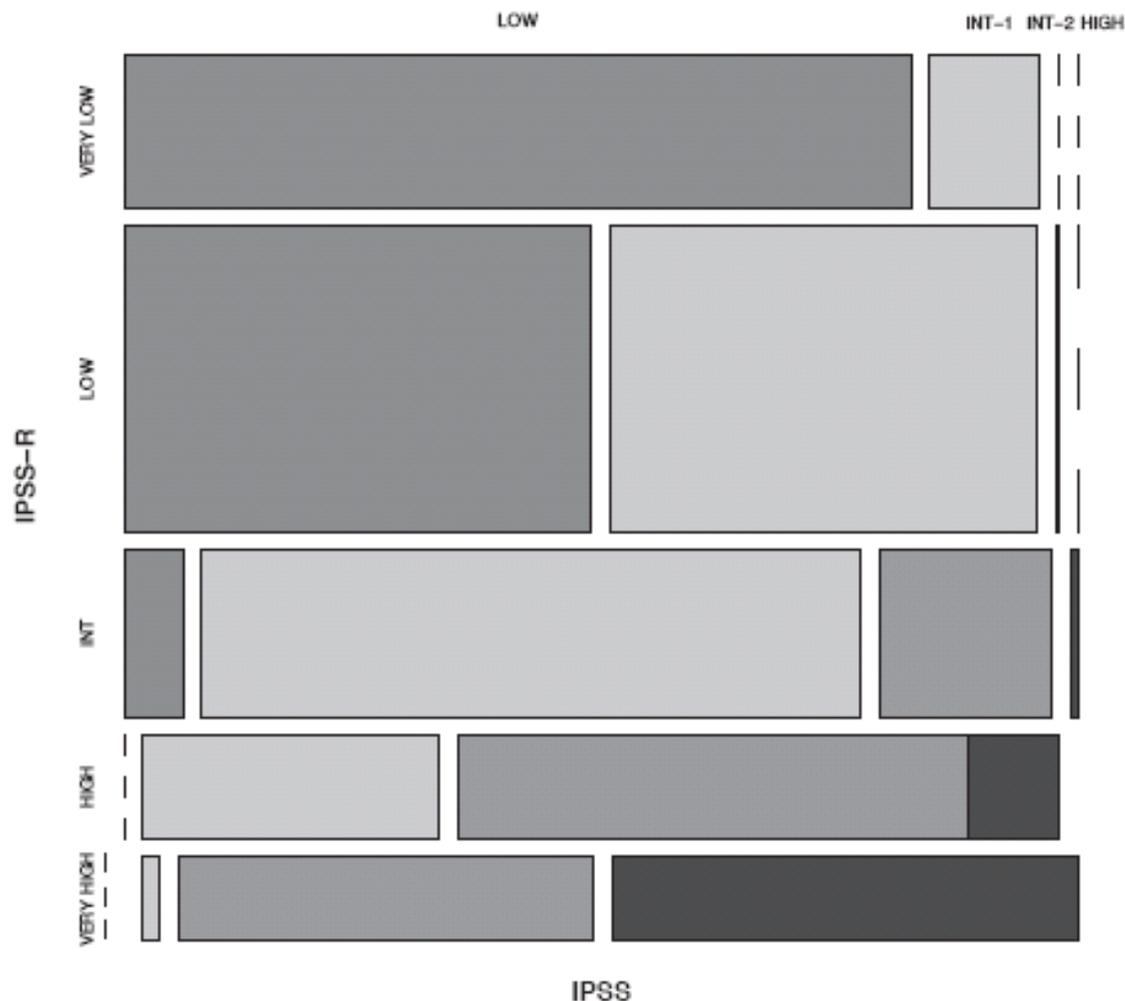 LOW INT-1 INT-2 HIGH
VERY LOW
LOW
INT
HIGH
VERY HIGH
IPSS-R
IPSS